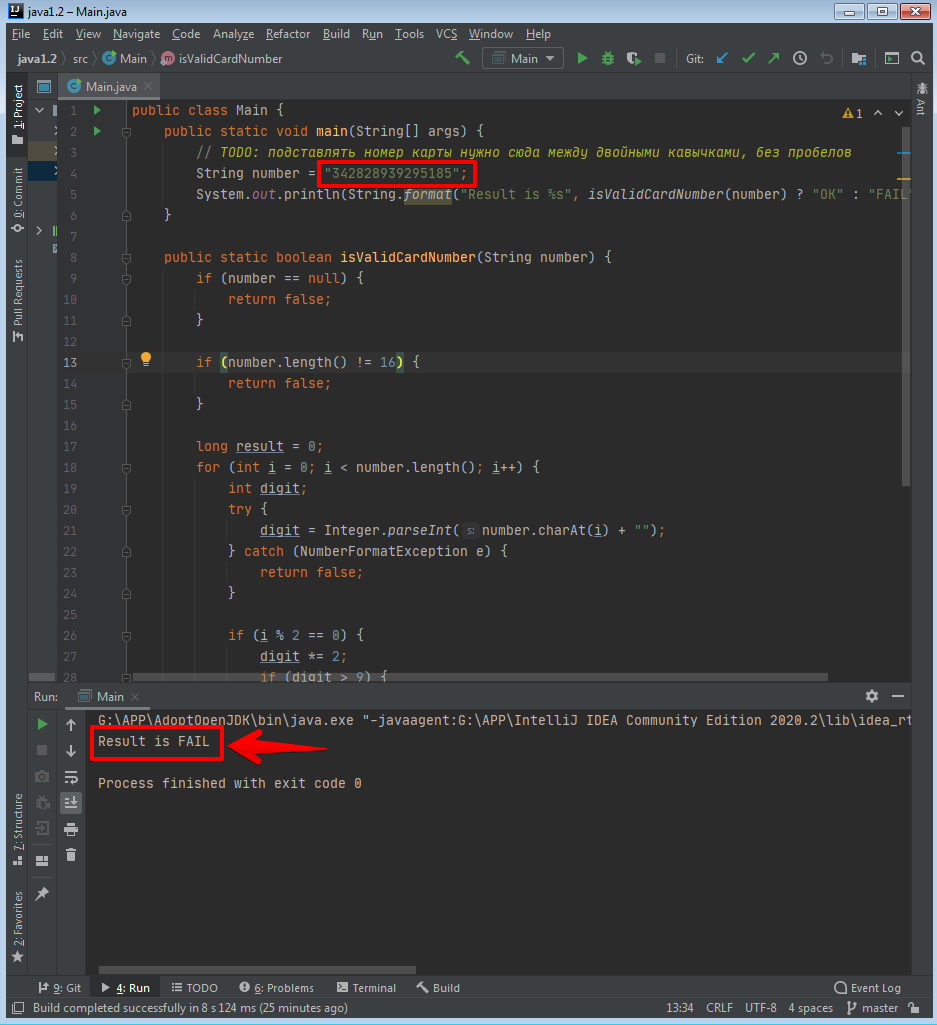 java1.2 – Main.java
File Edit View Navigate Code Analyze Refactor Build Run Tools VCS Window Help
java1.2 src Main isValidCardNumber Main Git:
1: Project
0: Commit
Pull Requests
7: Structure
2: Favorites
Ant
Main.java
1 public class Main { 1
2 public static void main(String[] args) {
3 // TODO: подставлять номер карты нужно сюда между двойными кавычками, без пробелов
4 String number = "342828939295185";
5 System.out.println(String.format("Result is %s", isValidCardNumber(number) ? "OK" : "FAIL"
6 }
7
8 public static boolean isValidCardNumber(String number) {
9 if (number == null) {
10 return false;
11 }
12
13 if (number.length() != 16) {
14 return false;
15 }
16
17 long result = 0;
18 for (int i = 0; i < number.length(); i++) {
19 int digit;
20 try {
21 digit = Integer.parseInt( s: number.charAt(i) + "");
22 } catch (NumberFormatException e) {
23 return false;
24 }
25
26 if (i % 2 == 0) {
27 digit *= 2;
28 if (digit > 9) {
Run: Main
G:\APP\AdoptOpenJDK\bin\java.exe "-javaagent:G:\APP\IntelliJ IDEA Community Edition 2020.2\lib\idea_rt
Result is FAIL
Process finished with exit code 0
9: Git 4: Run TODO 6: Problems Terminal Build Event Log
Build completed successfully in 8 s 124 ms (25 minutes ago) 13:34 CRLF UTF-8 4 spaces master